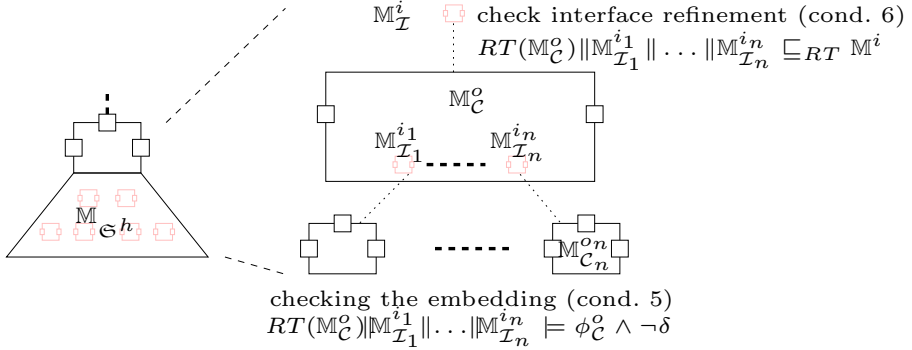 𝕄^i_ℐ check interface refinement (cond. 6)
RT(𝕄^o_𝒞)‖𝕄^{i_1}_{ℐ_1}‖ … ‖𝕄^{i_n}_{ℐ_n} ⊑_{RT} 𝕄^i
𝕄^o_𝒞
𝕄^{i_1}_{ℐ_1} 𝕄^{i_n}_{ℐ_n}
𝕄_{𝔖^h}
𝕄^{o_n}_{𝒞_n}
checking the embedding (cond. 5)
RT(𝕄^o_𝒞)‖𝕄^{i_1}_{ℐ_1}‖…‖𝕄^{i_n}_{ℐ_n} ⊨ ϕ^o_𝒞 ∧ ¬δ